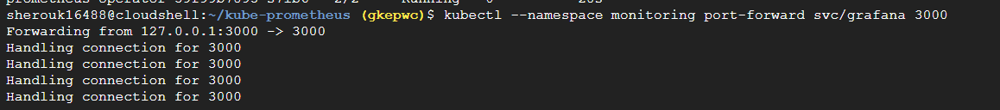 sherouk16488@cloudshell:~/kube-prometheus (gkepwc)$ kubectl --namespace monitoring port-forward svc/grafana 3000
Forwarding from 127.0.0.1:3000 -> 3000
Handling connection for 3000
Handling connection for 3000
Handling connection for 3000
Handling connection for 3000